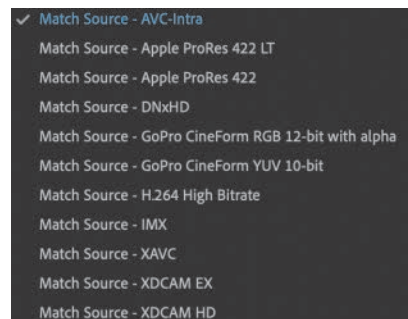 Match Source - AVC-Intra
Match Source - Apple ProRes 422 LT
Match Source - Apple ProRes 422
Match Source - DNxHD
Match Source - GoPro CineForm RGB 12-bit with alpha
Match Source - GoPro CineForm YUV 10-bit
Match Source - H.264 High Bitrate
Match Source - IMX
Match Source - XAVC
Match Source - XDCAM EX
Match Source - XDCAM HD